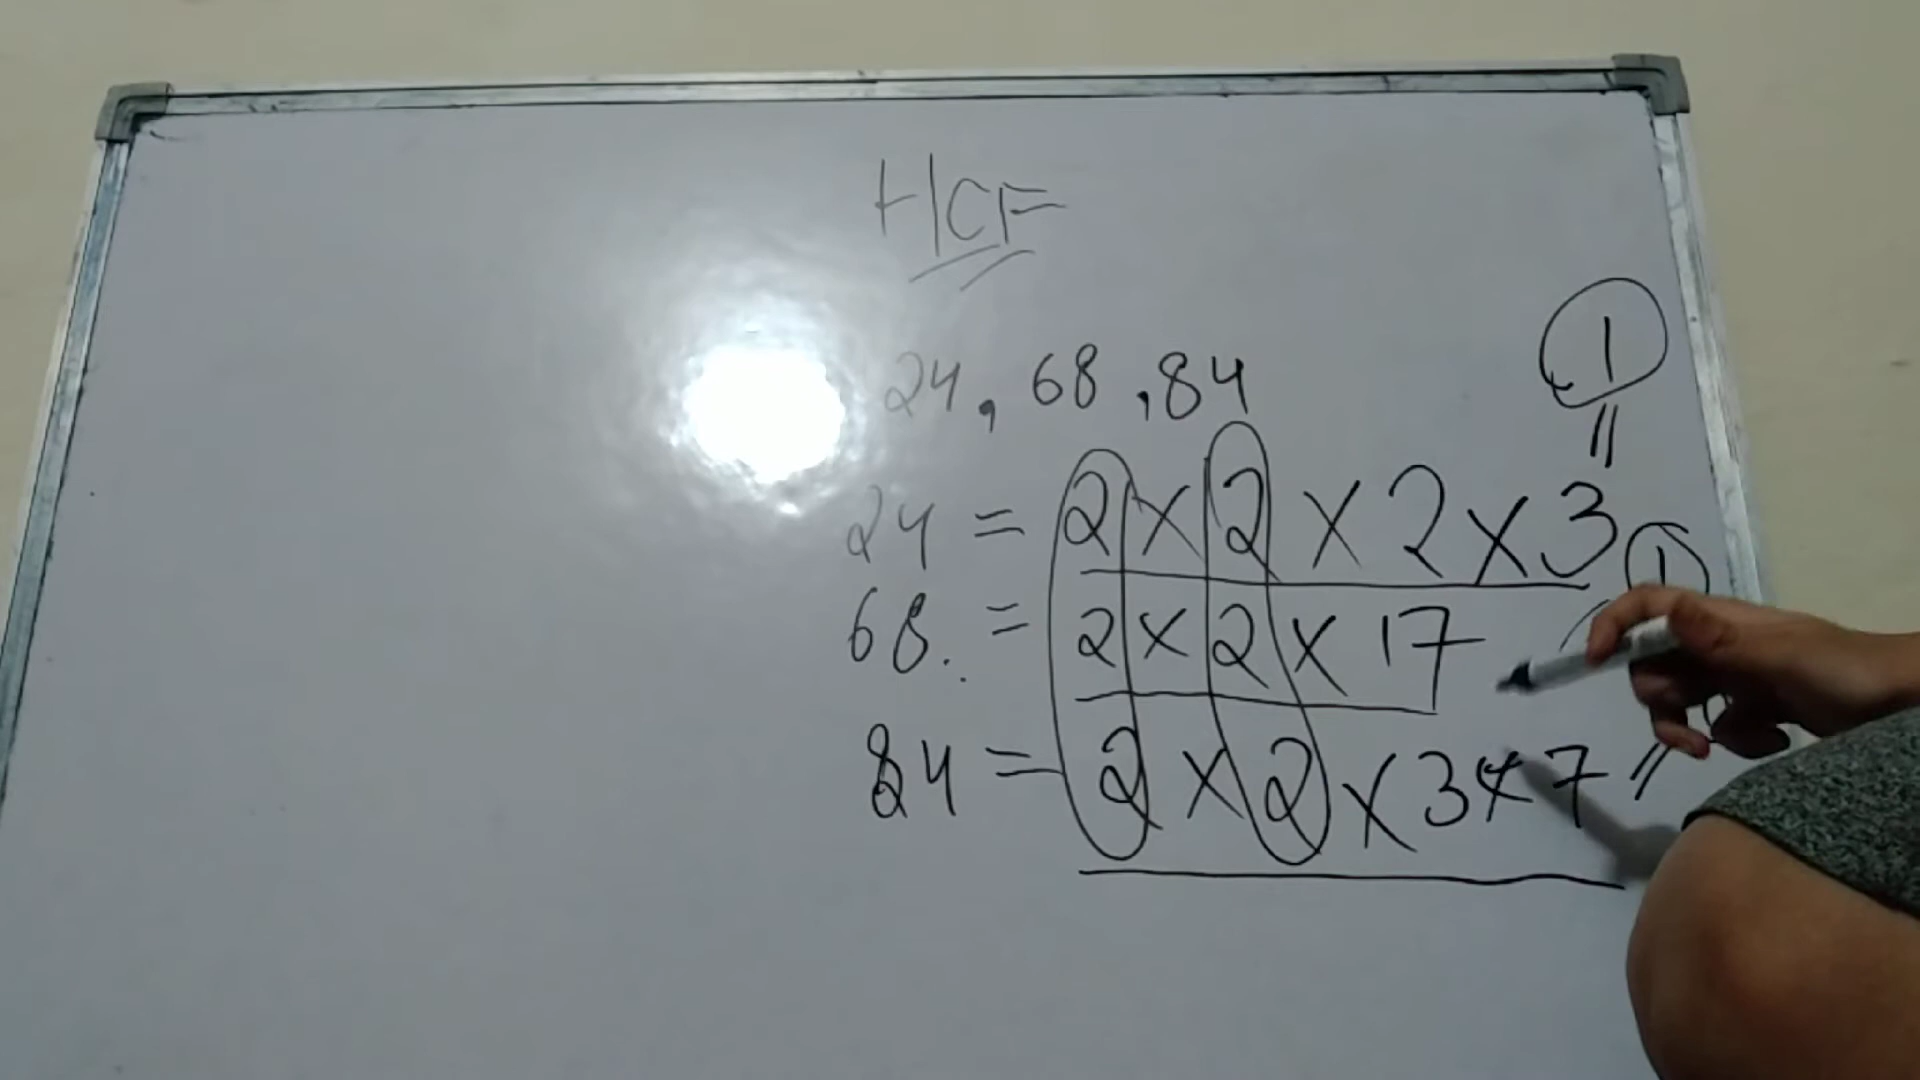 HCF
24, 68, 84
1
24 = 2 × 2 × 2 × 3
1
68. = 2 × 2 × 17
84 = 2 × 2 × 3 × 7